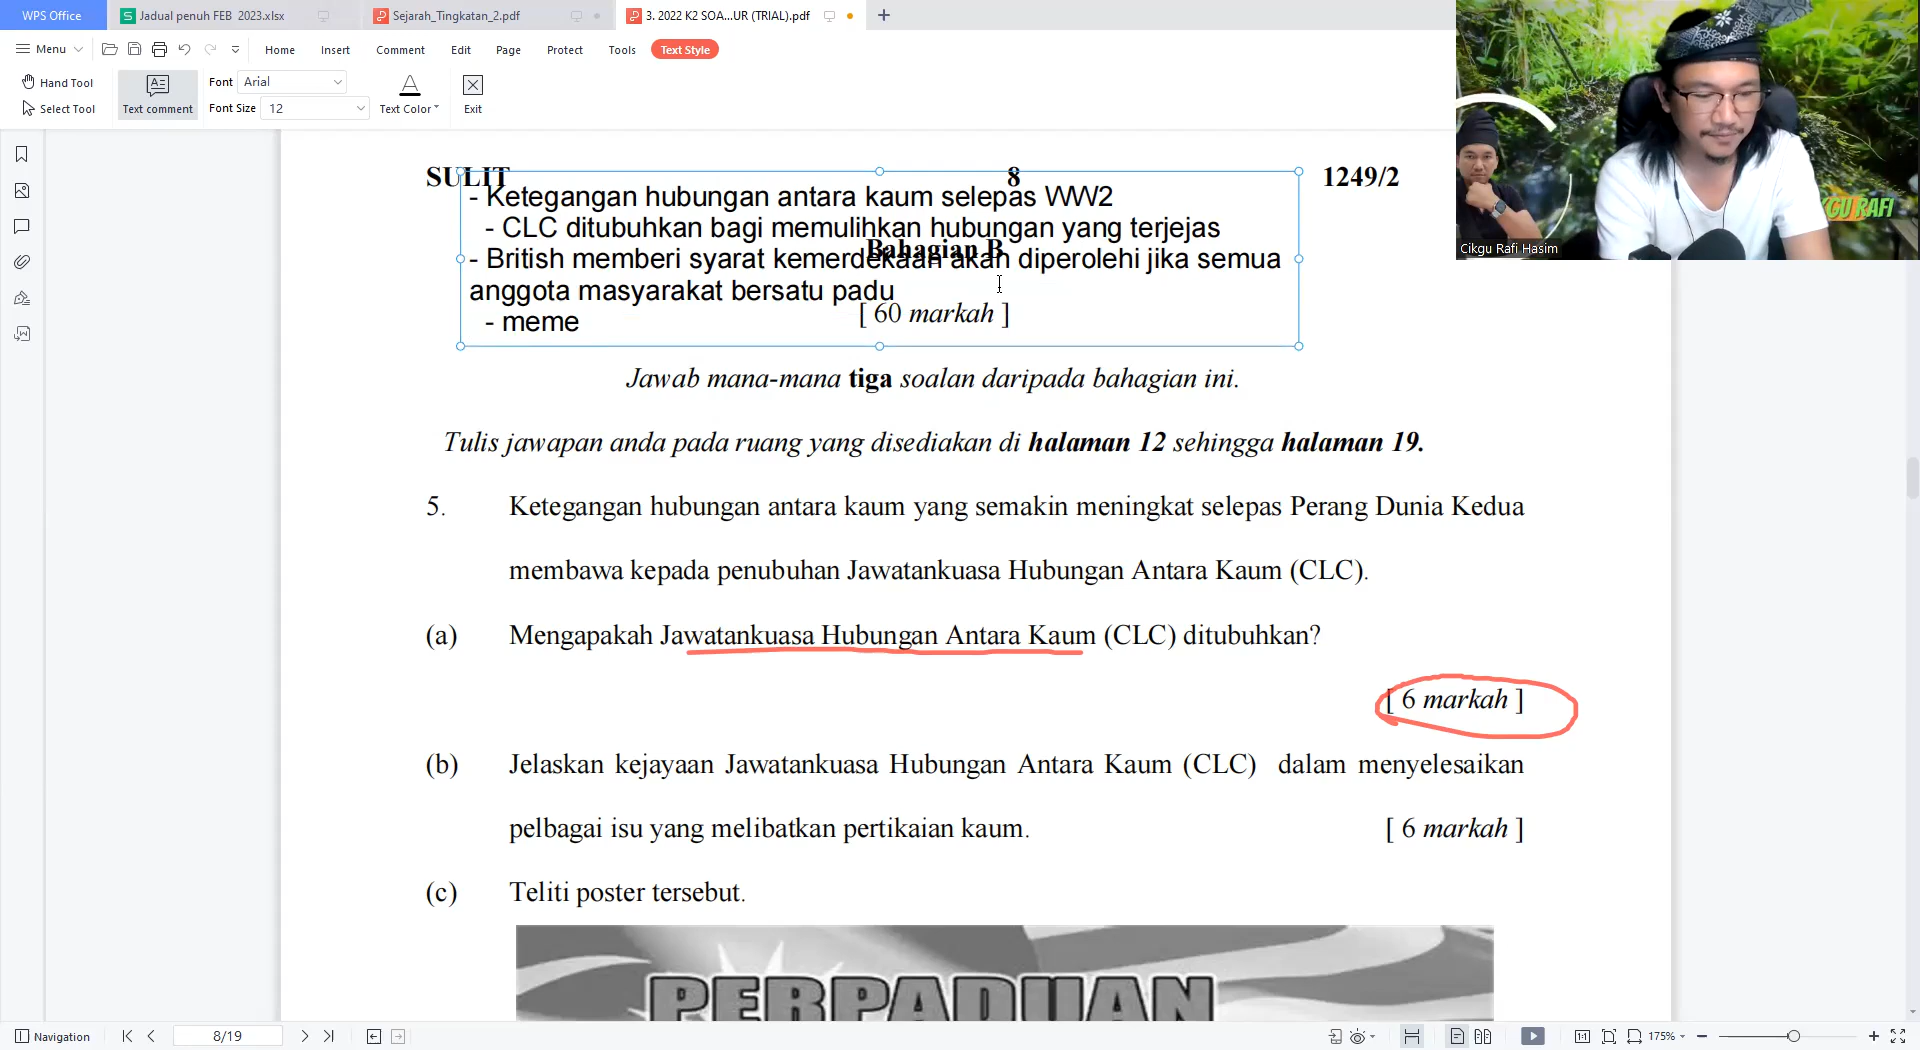 WPS Office
Jadual penuh FEB 2023.xlsx
Sejarah_Tingkatan_2.pdf
3. 2022 K2 SOA...UR (TRIAL).pdf
Menu
Home
Insert
Comment
Edit
Page
Protect
Tools
Text Style
Hand Tool
Select Tool
Text comment
Font Arial
Font Size 12
Text Color
Exit
GU RAFI
Cikgu Rafi Hasim
SULIT 8 1249/2
- Ketegangan hubungan antara kaum selepas WW2
- CLC ditubuhkan bagi memulihkan hubungan yang terjejas
Bahagian B
- British memberi syarat kemerdekaan akan diperolehi jika semua
anggota masyarakat bersatu padu
[ 60 markah ]
- meme
Jawab mana-mana tiga soalan daripada bahagian ini.
Tulis jawapan anda pada ruang yang disediakan di halaman 12 sehingga halaman 19.
5. Ketegangan hubungan antara kaum yang semakin meningkat selepas Perang Dunia Kedua
membawa kepada penubuhan Jawatankuasa Hubungan Antara Kaum (CLC).
(a) Mengapakah Jawatankuasa Hubungan Antara Kaum (CLC) ditubuhkan?
[ 6 markah ]
(b) Jelaskan kejayaan Jawatankuasa Hubungan Antara Kaum (CLC) dalam menyelesaikan
pelbagai isu yang melibatkan pertikaian kaum. [ 6 markah ]
(c) Teliti poster tersebut.
PERPADUAN
Navigation
8/19
175%